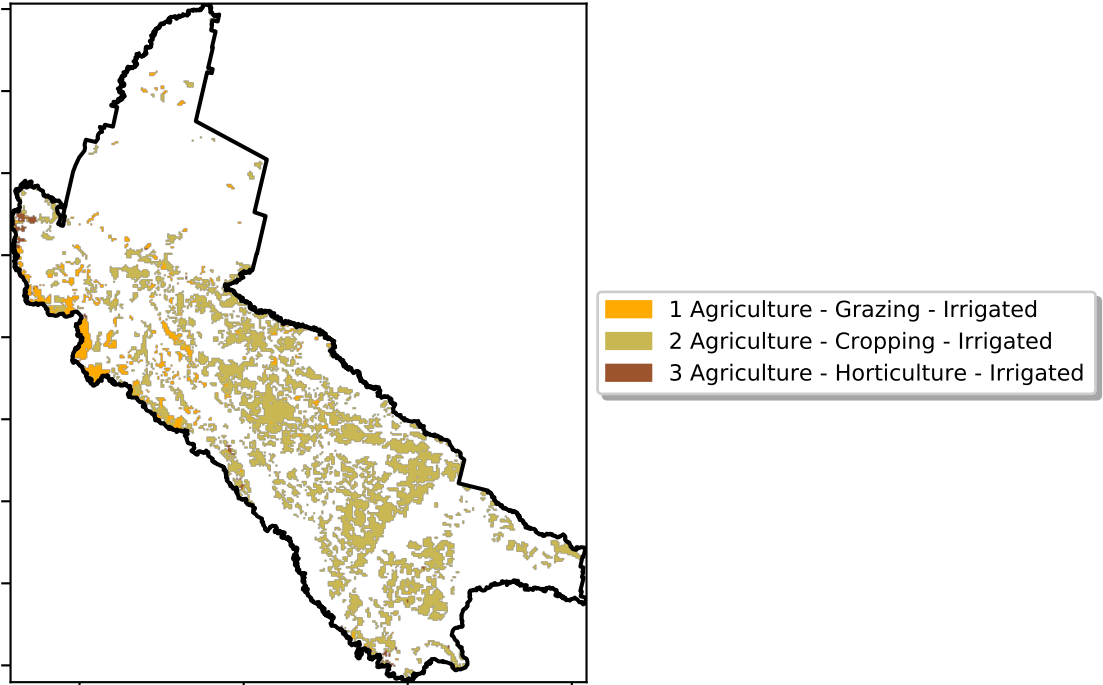 1 Agriculture - Grazing - Irrigated
2 Agriculture - Cropping - Irrigated
3 Agriculture - Horticulture - Irrigated